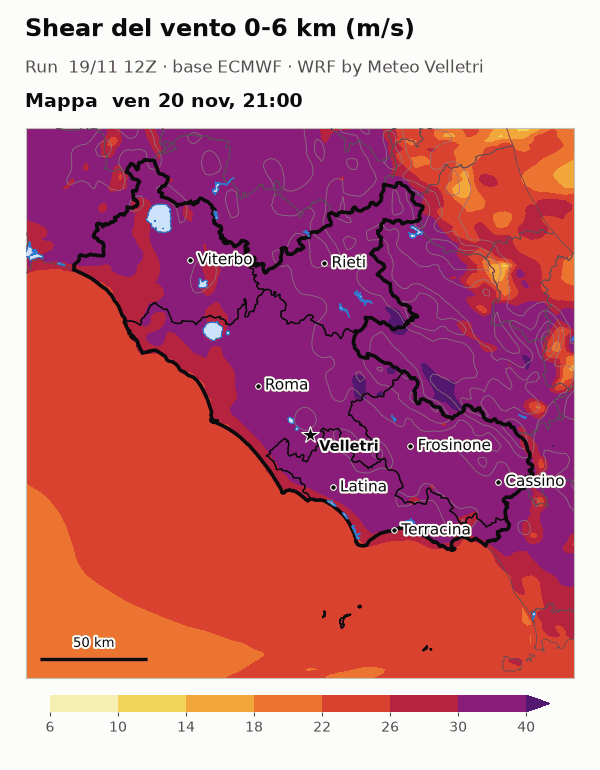 Shear del vento 0-6 km (m/s)
Run  19/11 12Z · base ECMWF · WRF by Meteo Velletri
Mappa  ven 20 nov, 21:00
Viterbo
Rieti
Roma
Velletri
Frosinone
Latina
Cassino
Terracina
50 km
6 10 14 18 22 26 30 40